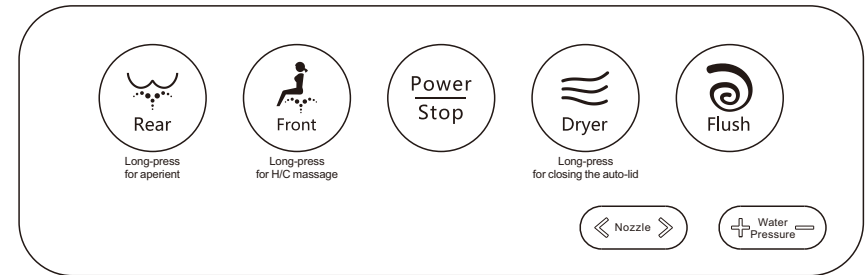 Rear
Long-press
for aperient
Front
Long-press
for H/C massage
Power
Stop
Dryer
Long-press
for closing the auto-lid
Flush
Nozzle
Water
Pressure